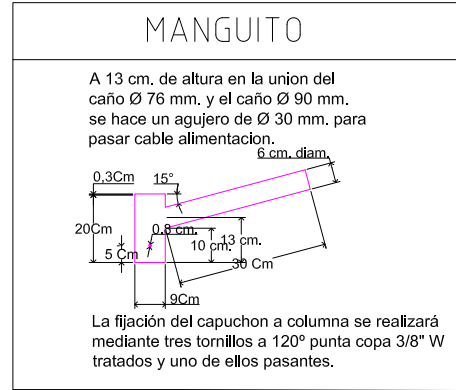 MANGUITO
A 13 cm. de altura en la union del
caño Ø 76 mm. y el caño Ø 90 mm.
se hace un agujero de Ø 30 mm. para
pasar cable alimentacion.
6 cm. diam.
0,3Cm
15°
20Cm
0.8 cm.
13 cm.
10 cm.
5 Cm
30 Cm
9Cm
La fijación del capuchon a columna se realizará
mediante tres tornillos a 120º punta copa 3/8" W
tratados y uno de ellos pasantes.